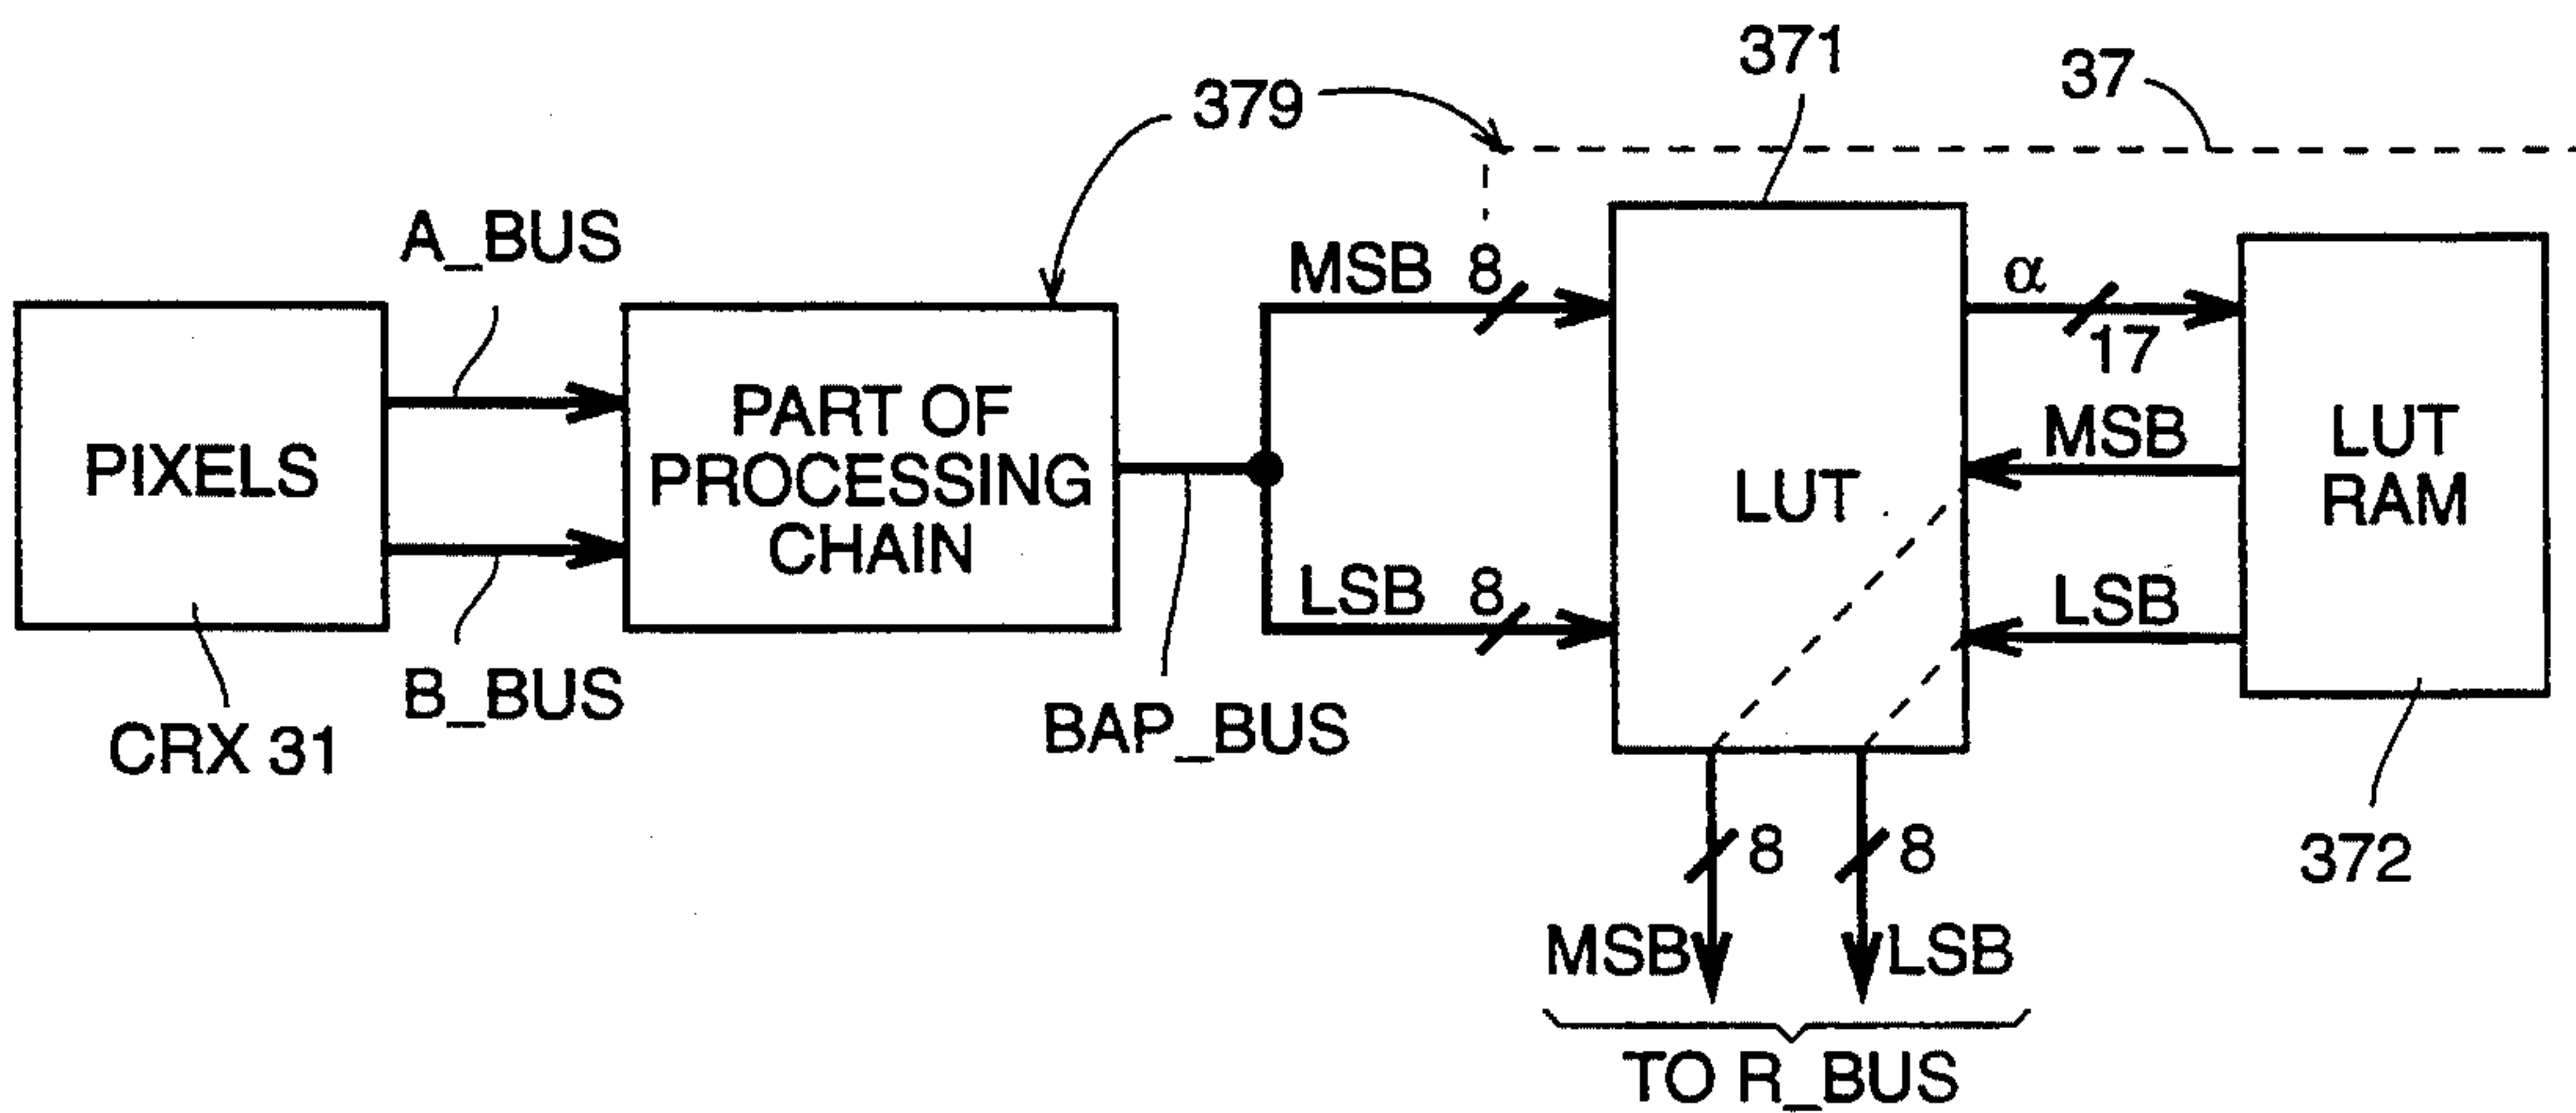 371
37
379
A_BUS
MSB 8
α
17
PIXELS
PART OF
PROCESSING
CHAIN
LUT
MSB
LUT
RAM
LSB 8
LSB
B_BUS
CRX 31
BAP_BUS
8
8
372
MSB
LSB
TO R_BUS